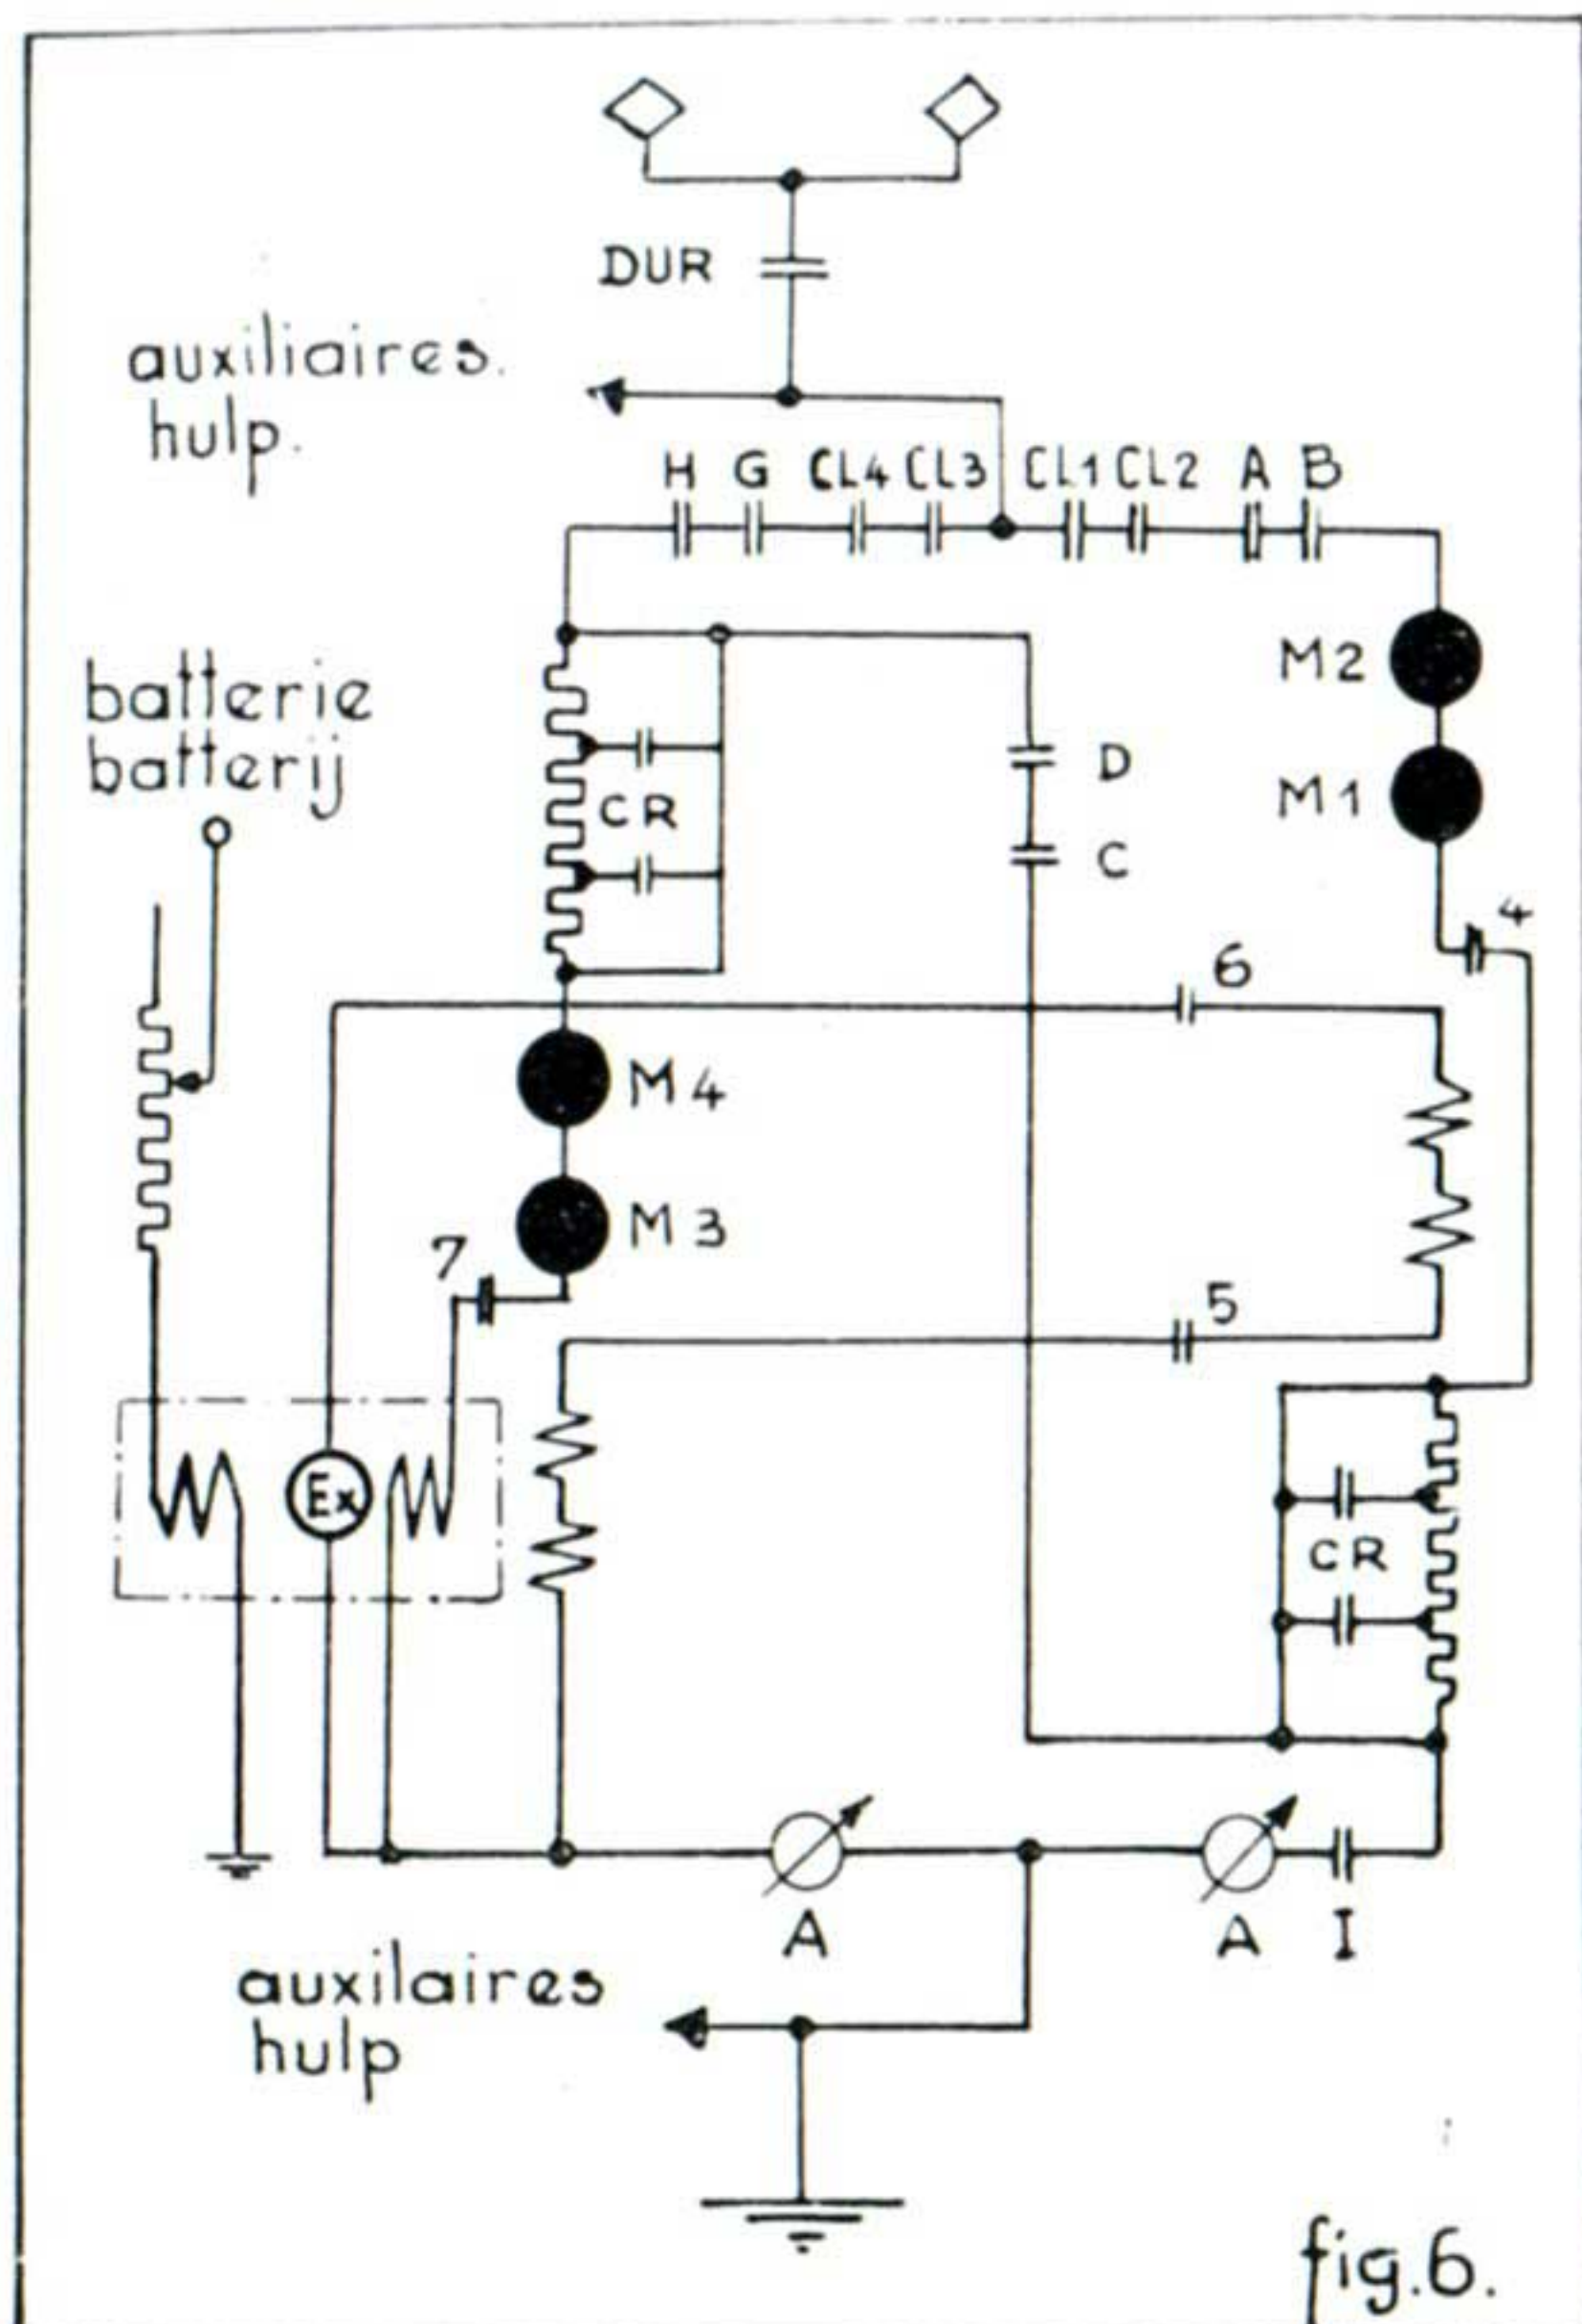 DUR
auxiliaires.
hulp.
H G CL4 CL3 CL1 CL2 A B
M2
batterie
batterij
D
M1
CR
C
4
6
M4
M3
7
5
Ex
CR
A A I
auxilaires
hulp
fig.6.